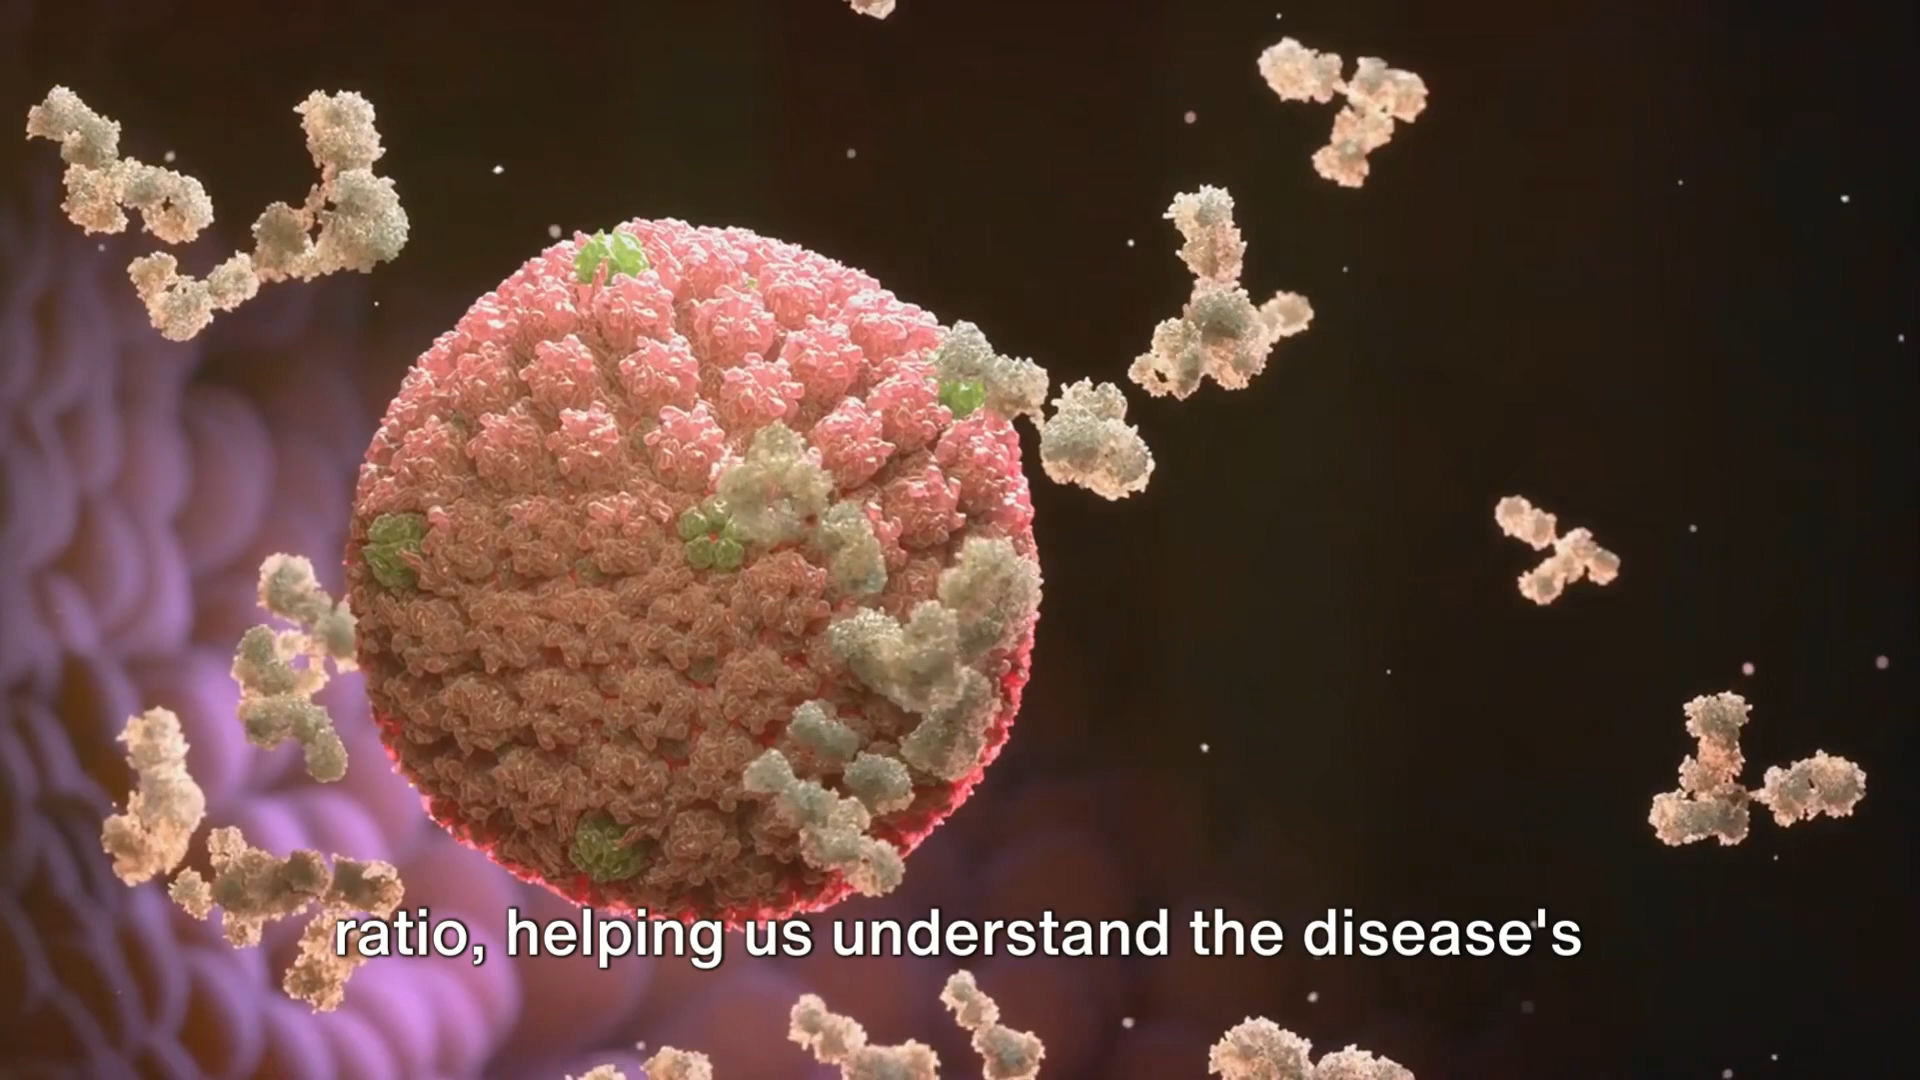 ratio, helping us understand the disease's